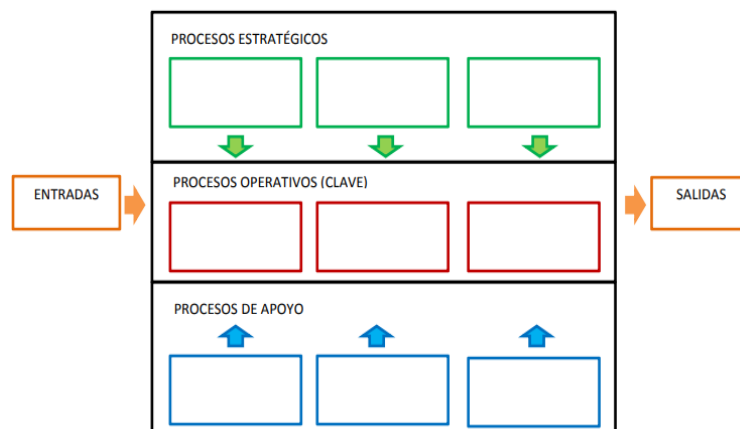 PROCESOS ESTRATÉGICOS
PROCESOS OPERATIVOS (CLAVE)
ENTRADAS
SALIDAS
PROCESOS DE APOYO